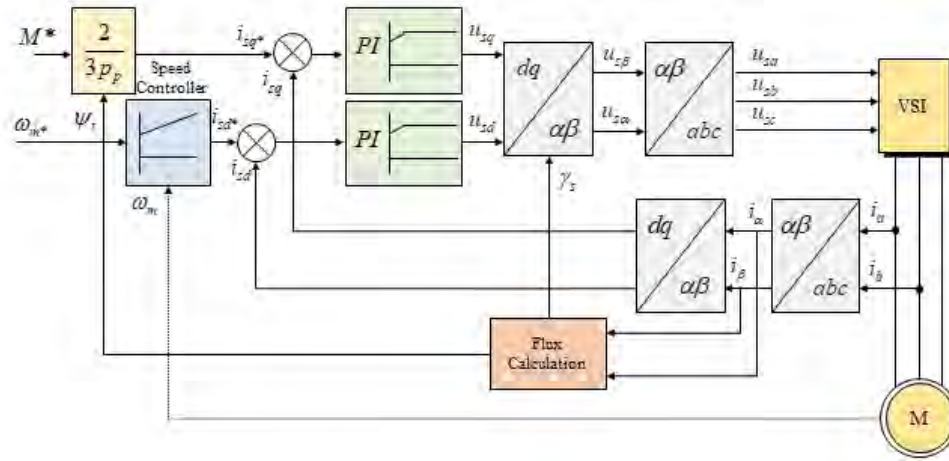 M*
2
3p_p
i_sq*
i_sq
PI
u_sq
Speed
Controller
ω_m*
ψ_s
i_sd*
i_sd
PI
u_sd
ω_m
dq
αβ
u_sβ
u_sα
αβ
abc
u_sa
u_sb
u_sc
VSI
γ_s
dq
αβ
i_α
i_β
αβ
abc
i_a
i_b
Flux
Calculation
M